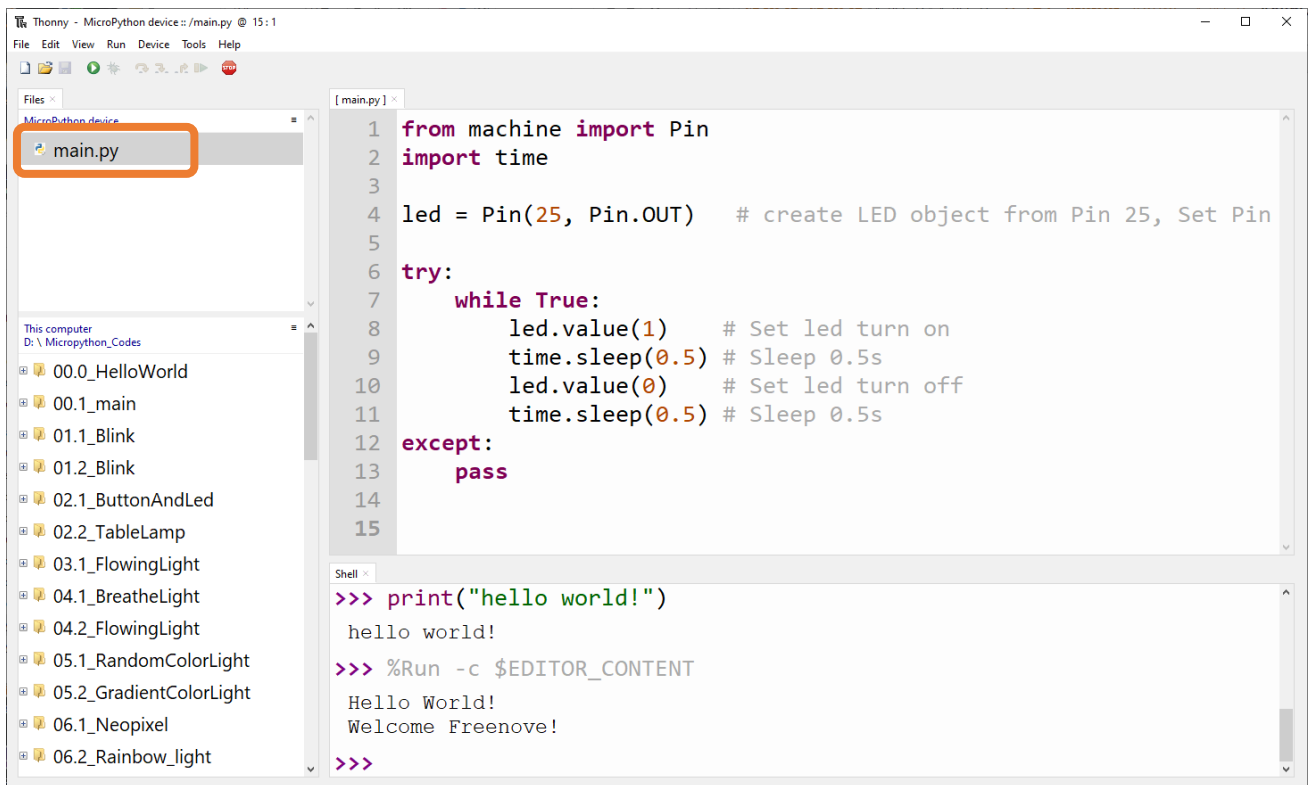 Thonny - MicroPython device :: /main.py @ 15 : 1
File Edit View Run Device Tools Help
STOP
Files ×
MicroPython device
main.py
This computer
D: \ Micropython_Codes
00.0_HelloWorld
00.1_main
01.1_Blink
01.2_Blink
02.1_ButtonAndLed
02.2_TableLamp
03.1_FlowingLight
04.1_BreatheLight
04.2_FlowingLight
05.1_RandomColorLight
05.2_GradientColorLight
06.1_Neopixel
06.2_Rainbow_light
[ main.py ] ×
1 from machine import Pin
2 import time
3
4 led = Pin(25, Pin.OUT)   # create LED object from Pin 25, Set Pin
5
6 try:
7     while True:
8         led.value(1)    # Set led turn on
9         time.sleep(0.5) # Sleep 0.5s
10         led.value(0)    # Set led turn off
11         time.sleep(0.5) # Sleep 0.5s
12 except:
13     pass
14
15
Shell ×
>>> print("hello world!")
hello world!
>>> %Run -c $EDITOR_CONTENT
Hello World!
Welcome Freenove!
>>>